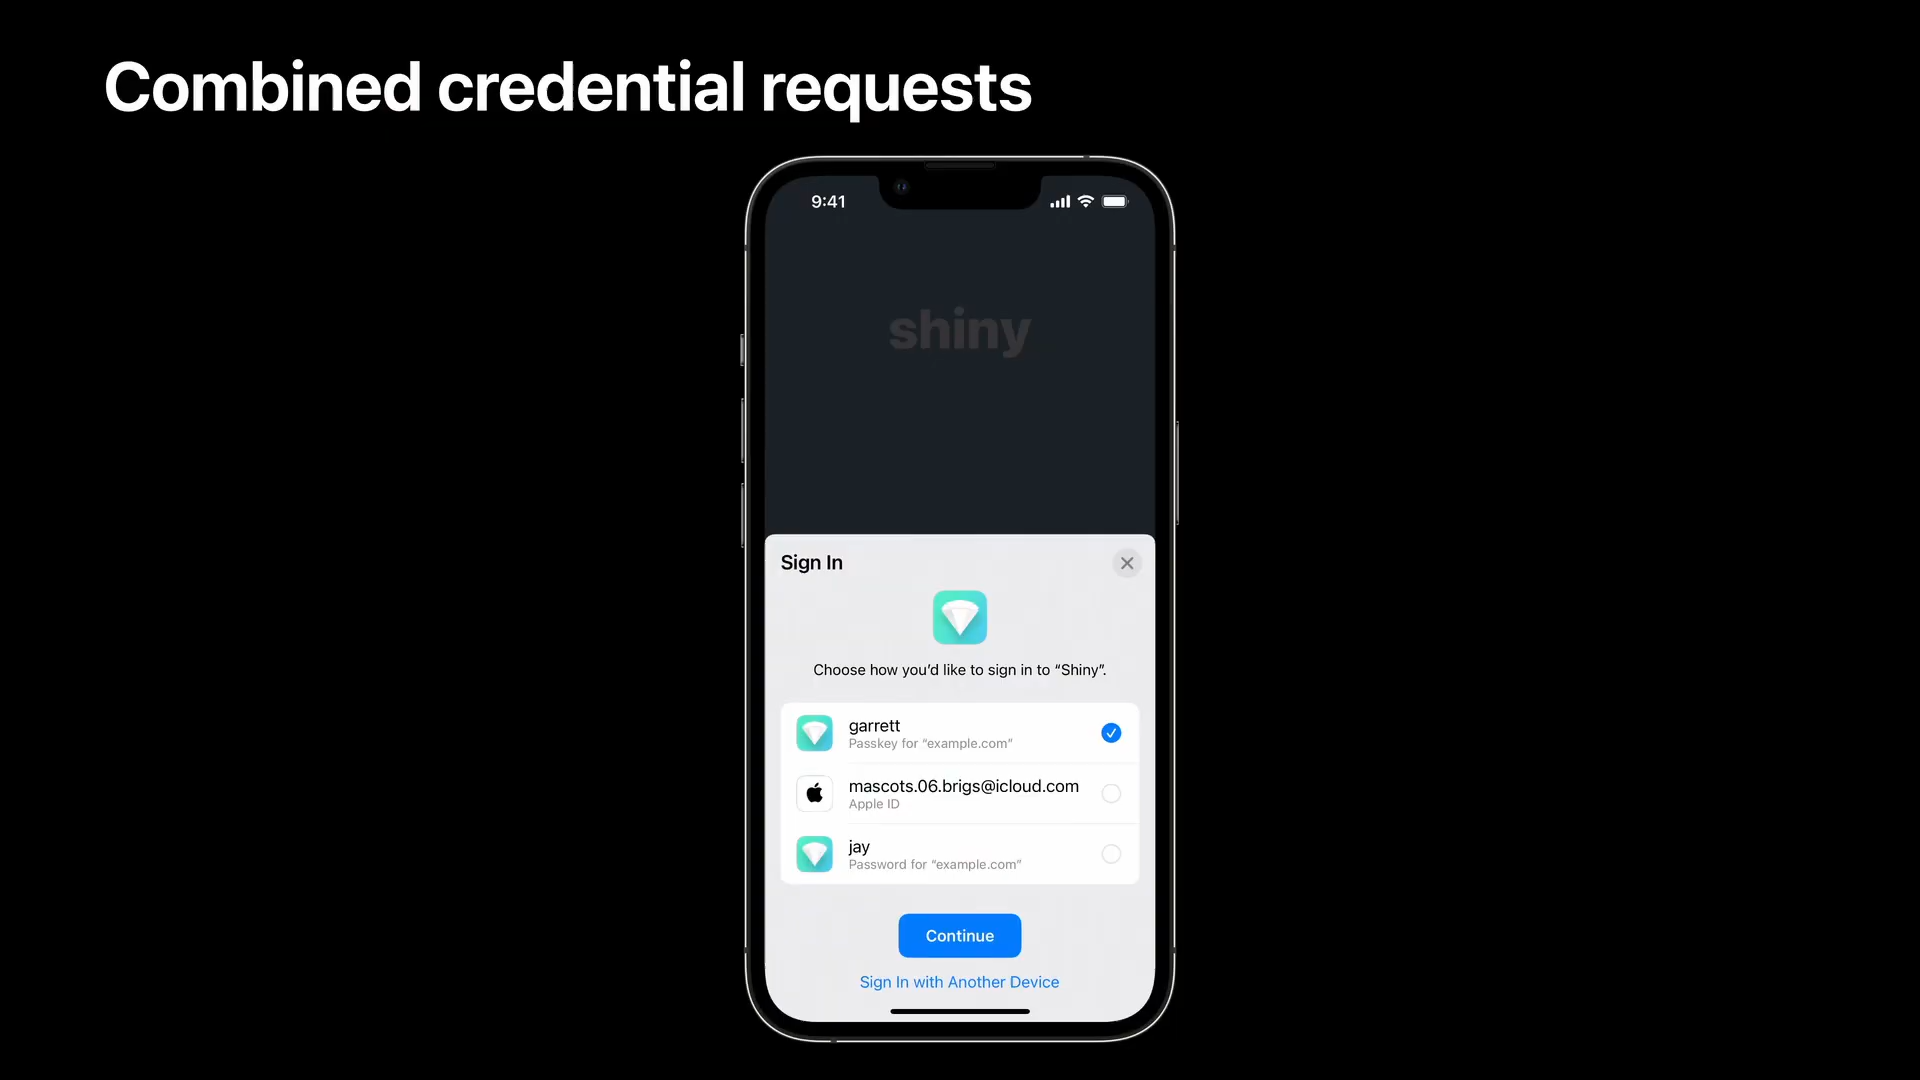 Combined credential requests
9:41
shiny
Sign In
Choose how you’d like to sign in to “Shiny”.
garrett
Passkey for “example.com”
mascots.06.brigs@icloud.com
Apple ID
jay
Password for “example.com”
Continue
Sign In with Another Device